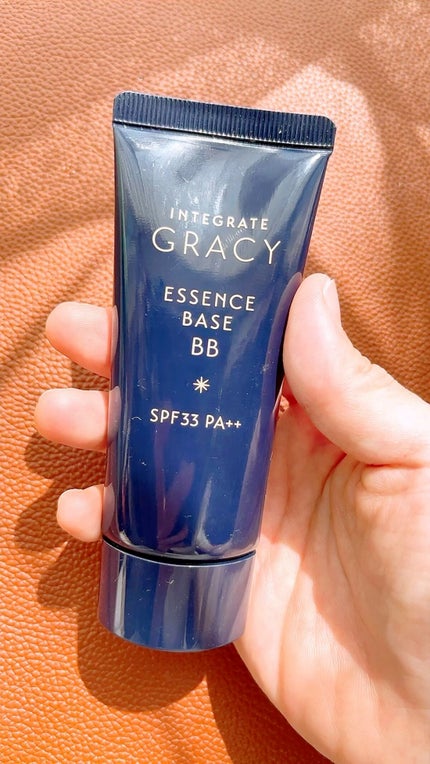 INTEGRATE
GRACY
ESSENCE
BASE
BB
SPF33 PA++